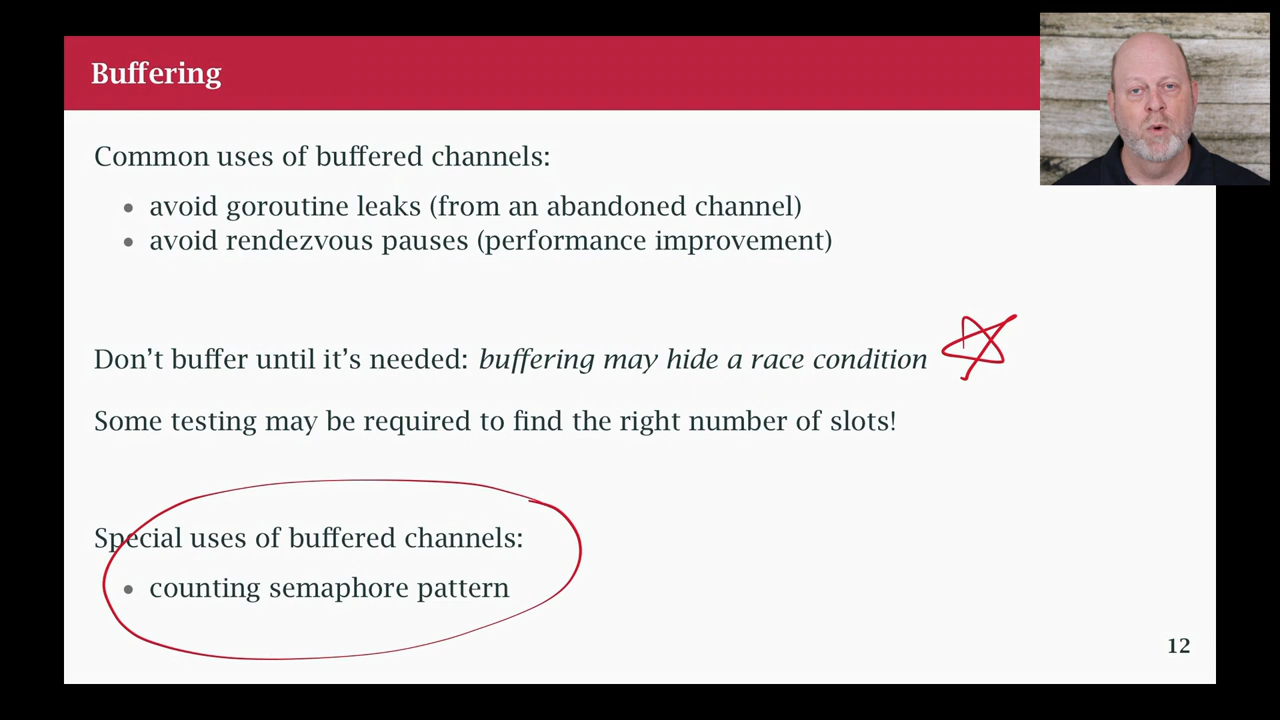 Buffering
Common uses of buffered channels:
• avoid goroutine leaks (from an abandoned channel)
• avoid rendezvous pauses (performance improvement)
Don’t buffer until it’s needed: buffering may hide a race condition
Some testing may be required to find the right number of slots!
Special uses of buffered channels:
• counting semaphore pattern
12